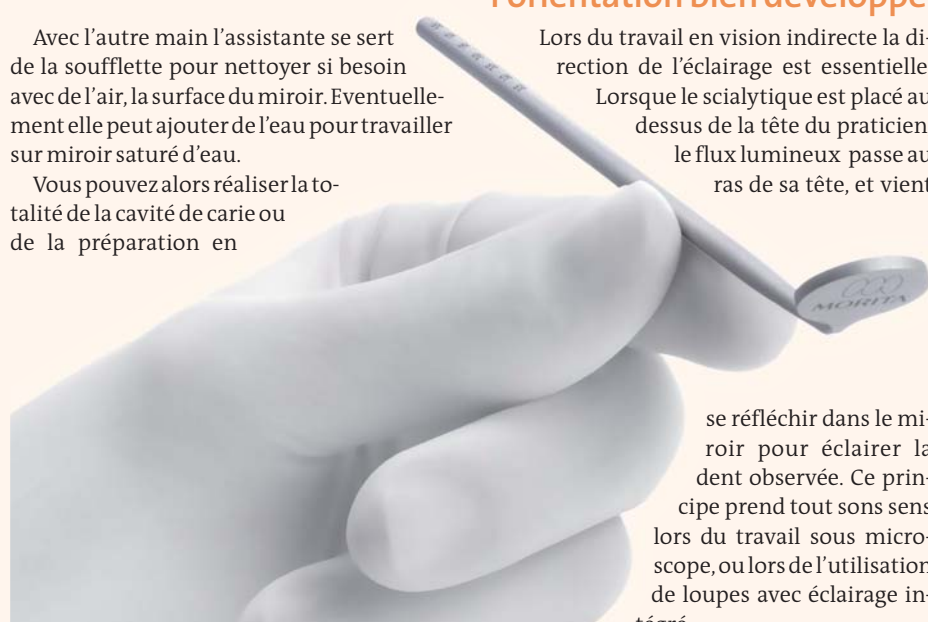 l'orientation bien développé
Avec l'autre main l'assistante se sert
de la soufflette pour nettoyer si besoin
avec de l'air, la surface du miroir. Eventuelle-
ment elle peut ajouter de l'eau pour travailler
sur miroir saturé d'eau.
Vous pouvez alors réaliser la to-
talité de la cavité de carie ou
de la préparation en
Lors du travail en vision indirecte la di-
rection de l'éclairage est essentielle
Lorsque le scialytique est placé au
dessus de la tête du praticien
le flux lumineux passe au
ras de sa tête, et vient
MORITA
se réfléchir dans le mi-
roir pour éclairer la
dent observée. Ce prin-
cipe prend tout sons sens
lors du travail sous micro-
scope, ou lors de l'utilisation
de loupes avec éclairage in-
tégré